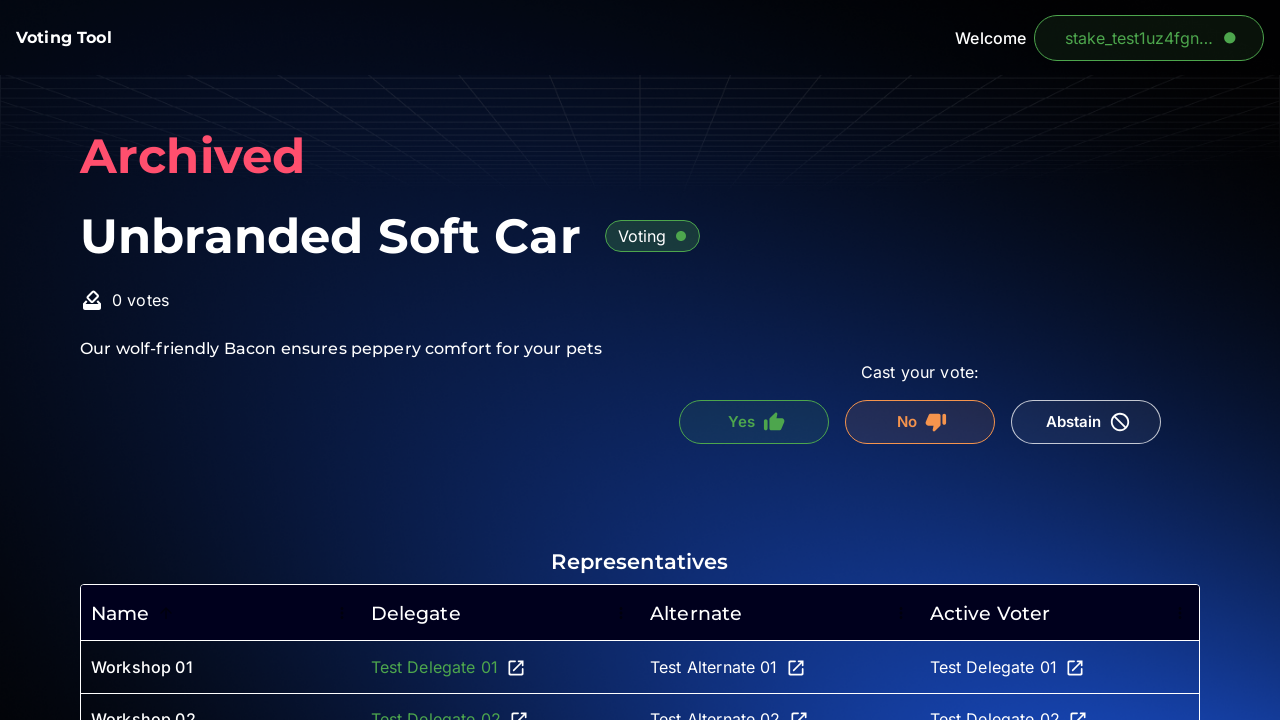 Voting Tool
Welcome stake_test1uz4fgn...
Archived
Unbranded Soft Car Voting
0 votes
Our wolf-friendly Bacon ensures peppery comfort for your pets
Cast your vote:
Yes No Abstain
Representatives
Name Delegate Alternate Active Voter
Workshop 01 Test Delegate 01 Test Alternate 01 Test Delegate 01
Workshop 02 Test Delegate 02 Test Alternate 02 Test Delegate 02